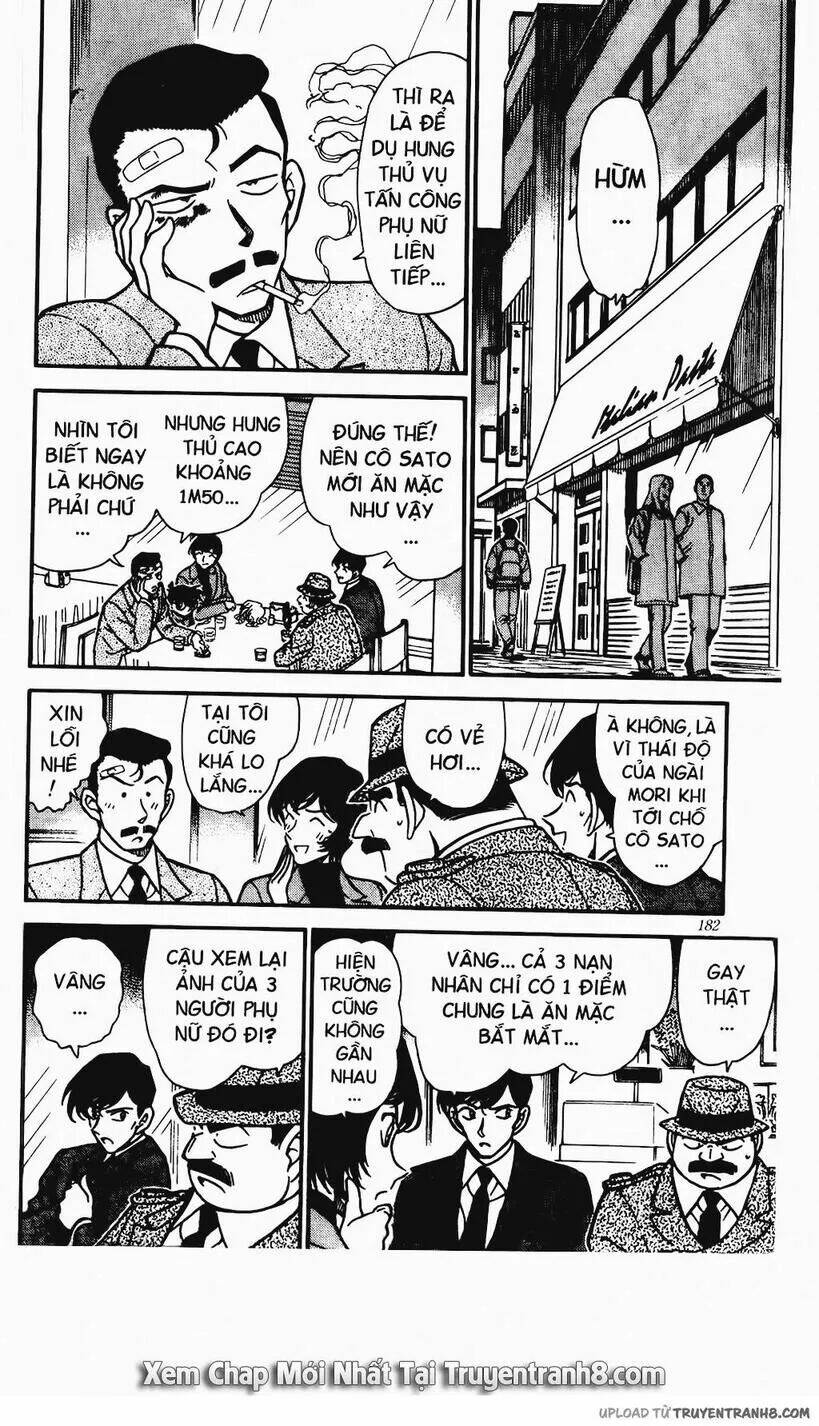 HỪM
...
Italian Pasta
THÌ RA
LÀ ĐỂ
DỤ HUNG
THỦ VỤ
TẤN CÔNG
PHỤ NỮ
LIÊN
TIẾP...
ĐÚNG THẾ!
NÊN CÔ SATO
MỚI ĂN MẶC
NHƯ VẬY
...
NHƯNG HUNG
THỦ CAO
KHOẢNG
1M50...
NHÌN TÔI
BIẾT NGAY
LÀ KHÔNG
PHẢI CHỨ
...
À KHÔNG, LÀ
VÌ THÁI ĐỘ
CỦA NGÀI
MORI KHI
TỚI CHỖ
CÔ SATO
...
CÓ VẺ
HƠI...
TẠI TÔI
CŨNG
KHÁ LO
LẮNG...
XIN
LỖI
NHÉ
!
182
GAY
THẬT
...
VÂNG... CẢ 3 NẠN
NHÂN CHỈ CÓ 1 ĐIỂM
CHUNG LÀ ĂN MẶC
BẮT MẮT...
HIỆN
TRƯỜNG
CŨNG
KHÔNG
GẦN
NHAU
...
CẬU XEM LẠI
ẢNH CỦA 3
NGƯỜI PHỤ
NỮ ĐÓ ĐI?
VÂNG
...
Xem Chap Mới Nhất Tại Truyentranh8.com
UPLOAD TỪ TRUYENTRANH8.COM